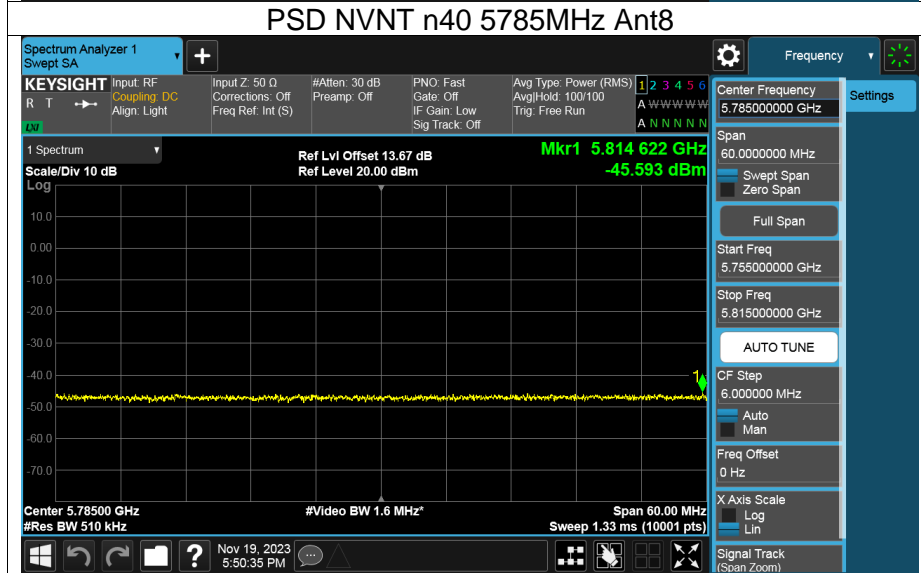 PSD NVNT n40 5785MHz Ant8
Spectrum Analyzer 1
Swept SA
+
Frequency
KEYSIGHT
R T
LXI
Input: RF
Coupling: DC
Align: Light
Input Z: 50 Ω
Corrections: Off
Freq Ref: Int (S)
#Atten: 30 dB
Preamp: Off
PNO: Fast
Gate: Off
IF Gain: Low
Sig Track: Off
Avg Type: Power (RMS)
Avg|Hold: 100/100
Trig: Free Run
1 2 3 4 5 6
A W W W W W
A N N N N N
1 Spectrum
Scale/Div 10 dB
Ref Lvl Offset 13.67 dB
Ref Level 20.00 dBm
Mkr1 5.814 622 GHz
-45.593 dBm
Log
10.0
0.00
-10.0
-20.0
-30.0
-40.0
-50.0
-60.0
-70.0
1
Center 5.78500 GHz
#Res BW 510 kHz
#Video BW 1.6 MHz*
Span 60.00 MHz
Sweep 1.33 ms (10001 pts)
?
Nov 19, 2023
5:50:35 PM
Center Frequency
5.785000000 GHz
Span
60.0000000 MHz
Swept Span
Zero Span
Full Span
Start Freq
5.755000000 GHz
Stop Freq
5.815000000 GHz
AUTO TUNE
CF Step
6.000000 MHz
Auto
Man
Freq Offset
0 Hz
X Axis Scale
Log
Lin
Signal Track
(Span Zoom)
Settings